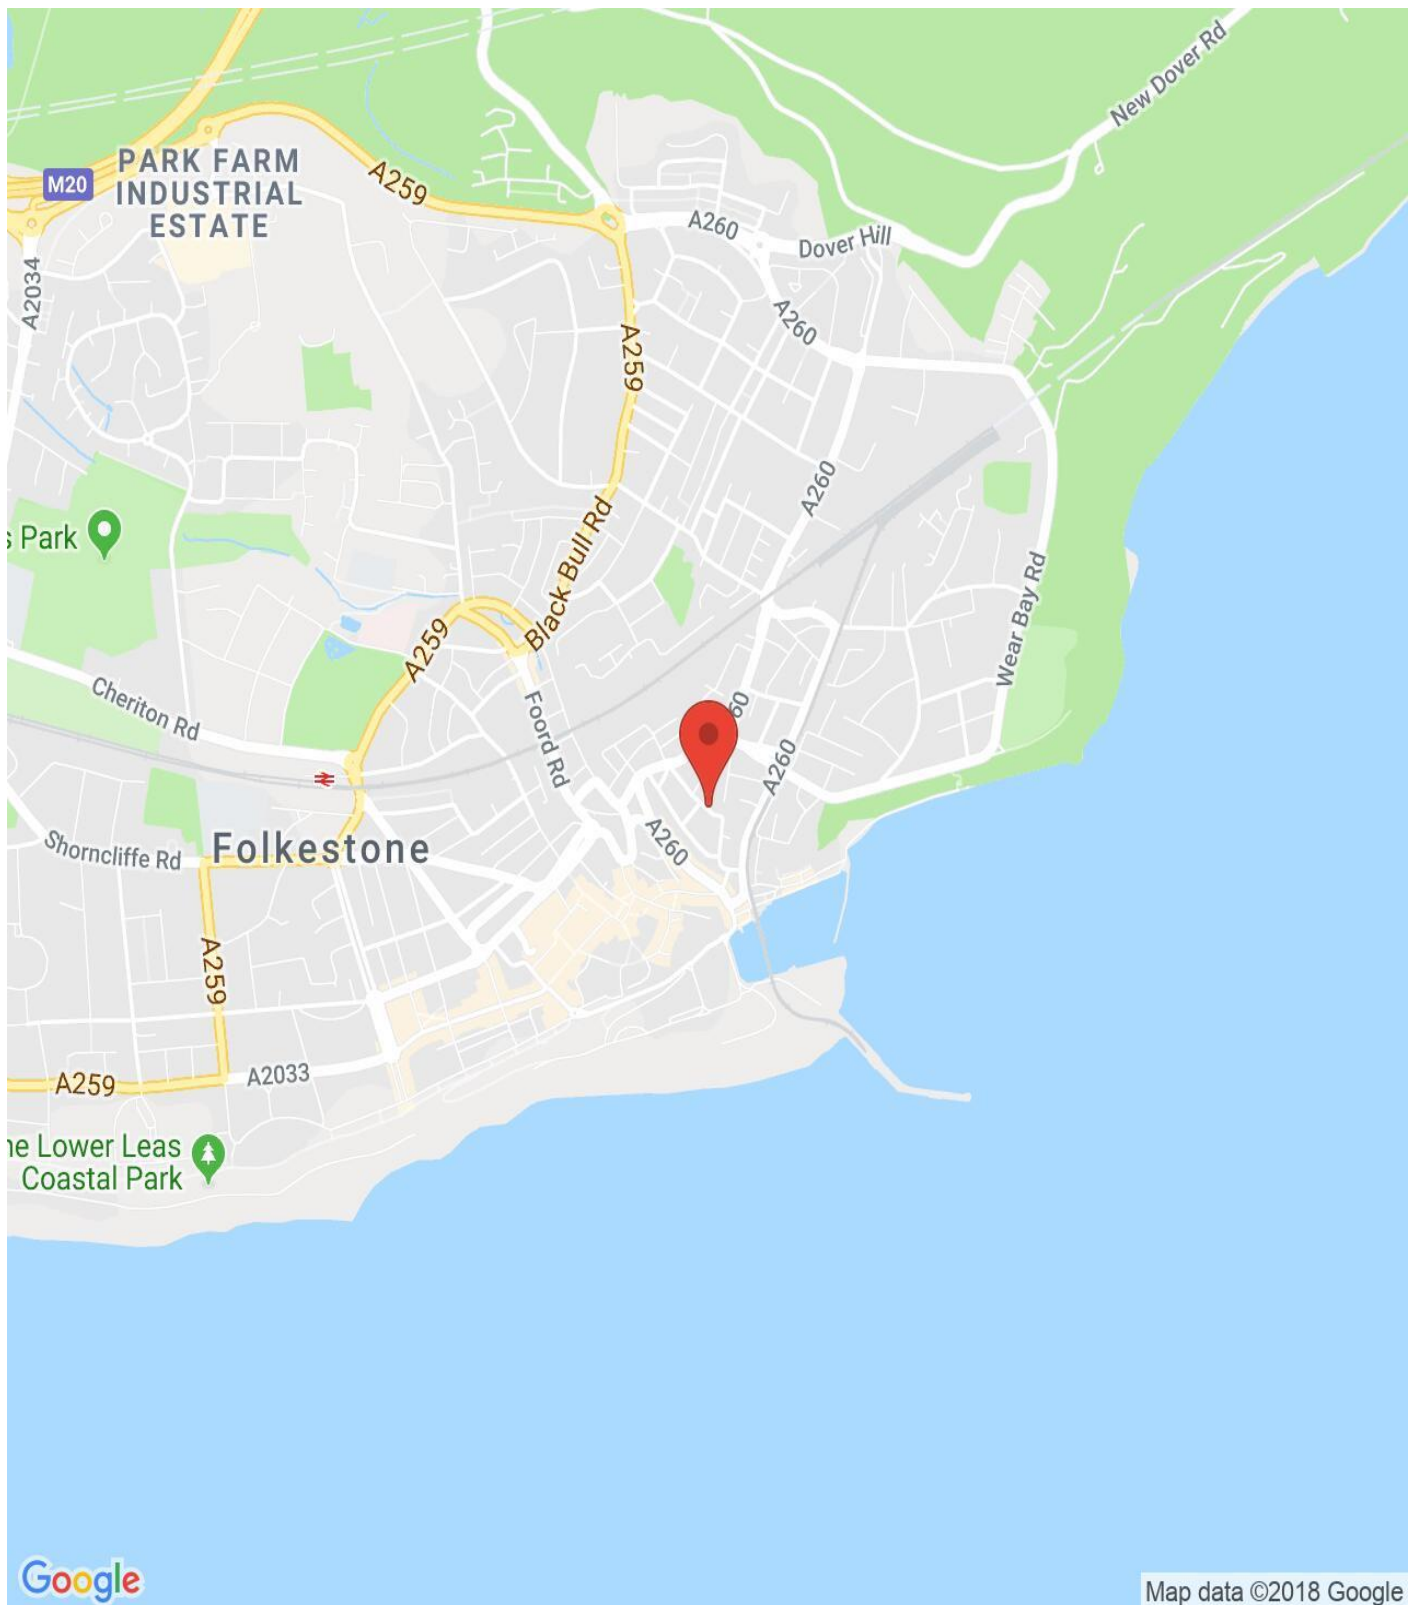 New Dover Rd
PARK FARM
INDUSTRIAL
ESTATE
M20
A259
A260
Dover Hill
A2034
A260
A259
A260
s Park
Black Bull Rd
Wear Bay Rd
A259
Cheriton Rd
Foord Rd
60
A260
Shorncliffe Rd
Folkestone
A260
A259
A2033
A259
he Lower Leas
Coastal Park
Google
Map data ©2018 Google